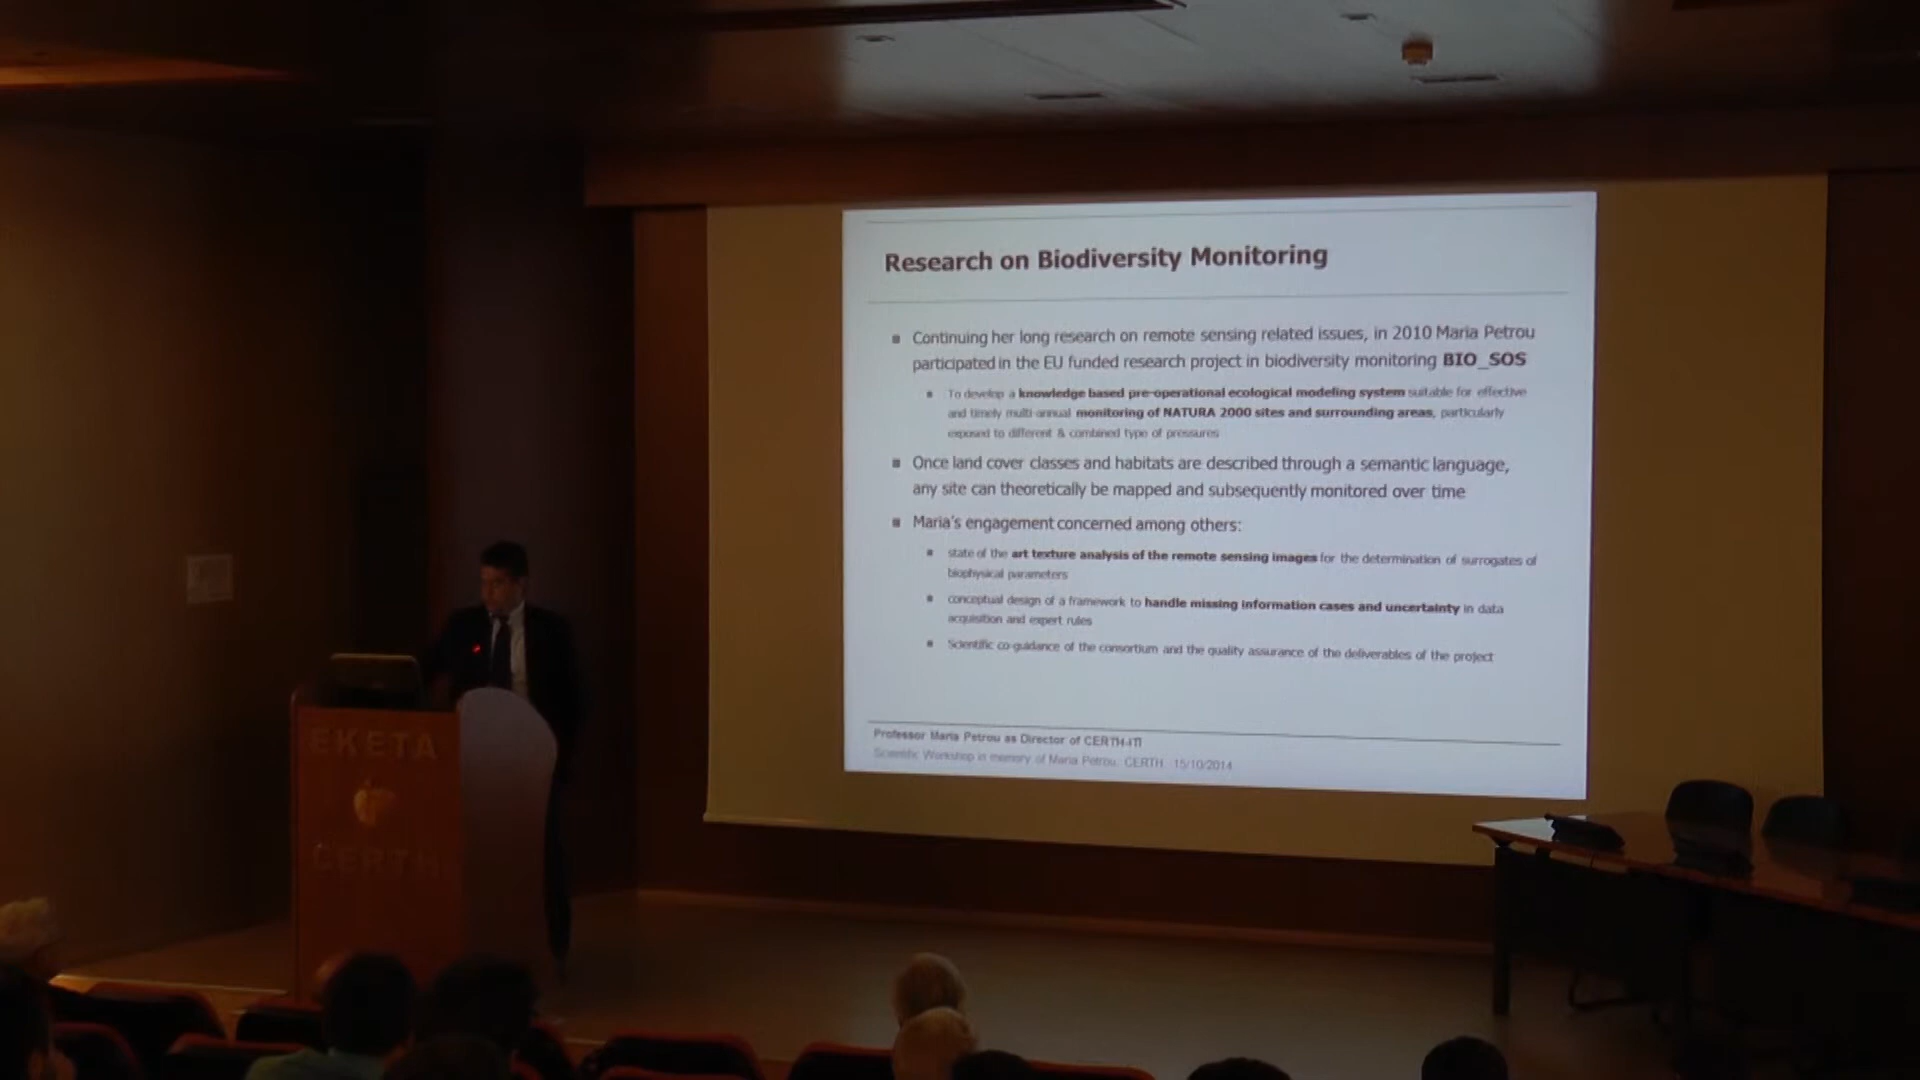 Research on Biodiversity Monitoring
Continuing her long research on remote sensing related issues, in 2010 Maria Petrou
participated in the EU funded research project in biodiversity monitoring BIO_SOS
To develop a knowledge based pre-operational ecological modeling system suitable for effective
and timely multi annual monitoring of NATURA 2000 sites and surrounding areas, particularly
exposed to different & combined type of pressures
Once land cover classes and habitats are described through a semantic language,
any site can theoretically be mapped and subsequently monitored over time
Maria's engagement concerned among others:
state of the art texture analysis of the remote sensing images for the determination of surrogates of
biophysical parameters
conceptual design of a framework to handle missing information cases and uncertainty in data
acquisition and expert rules
Scientific co-guidance of the consortium and the quality assurance of the deliverables of the project
Professor Maria Petrou as Director of CERTH-ITI
Scientific Workshop in memory of Maria Petrou, CERTH 15/10/2014
EKETA
CERTH